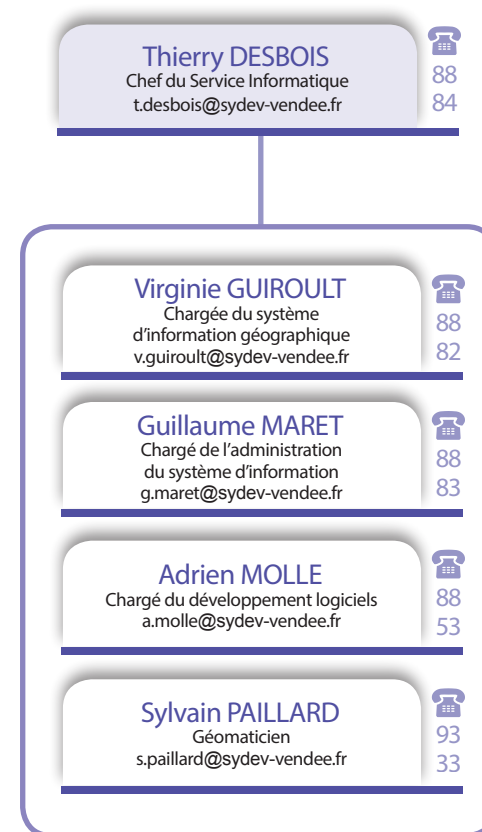 Thierry DESBOIS
Chef du Service Informatique
t.desbois@sydev-vendee.fr
88
84
Virginie GUIROULT
Chargée du système
d'information géographique
v.guiroult@sydev-vendee.fr
88
82
Guillaume MARET
Chargé de l'administration
du système d'information
g.maret@sydev-vendee.fr
88
83
Adrien MOLLE
Chargé du développement logiciels
a.molle@sydev-vendee.fr
88
53
Sylvain PAILLARD
Géomaticien
s.paillard@sydev-vendee.fr
93
33